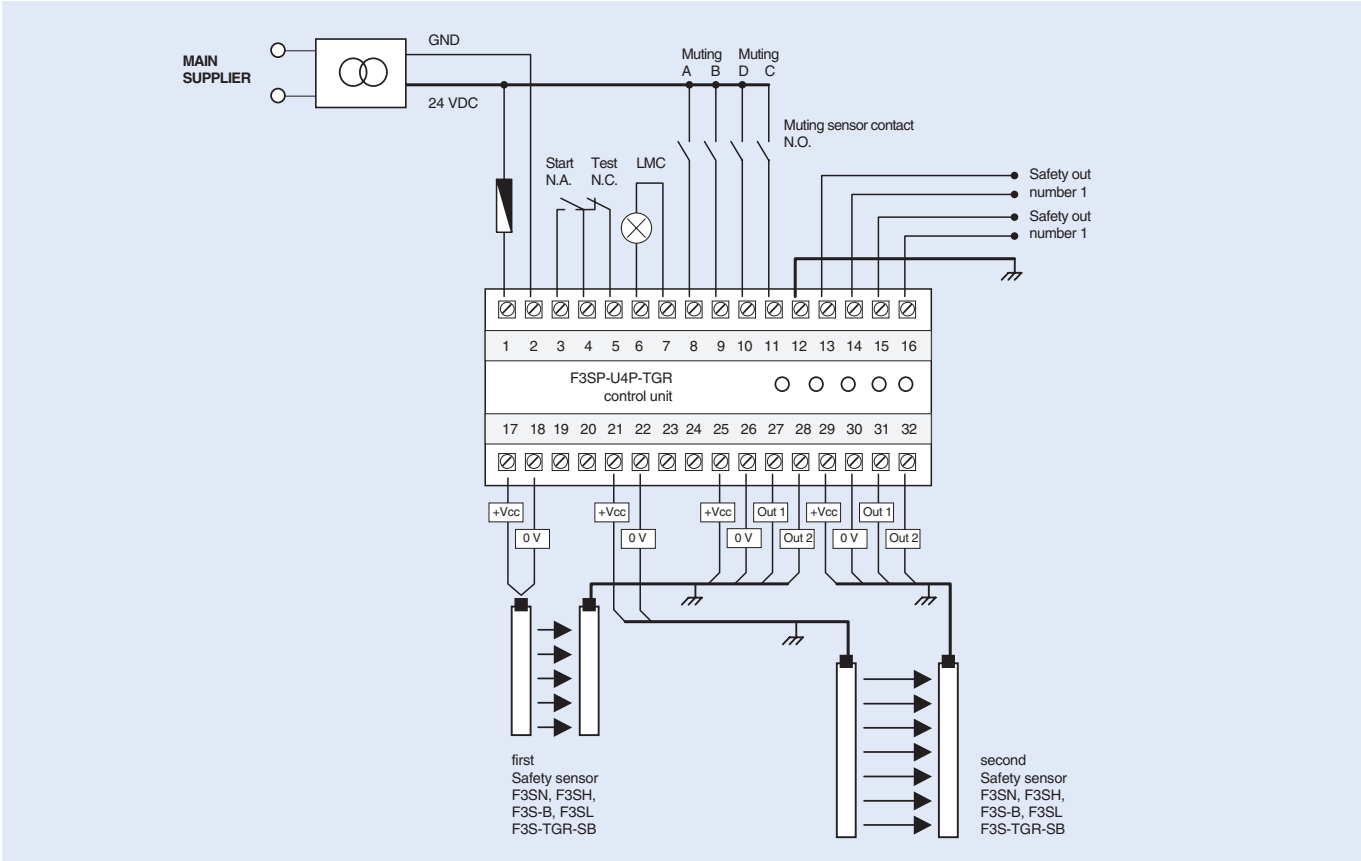 MAIN
SUPPLIER
GND
24 VDC
Muting Muting
A B D C
Muting sensor contact
N.O.
Start
N.A.
Test
N.C.
LMC
Safety out
number 1
Safety out
number 1
1 2 3 4 5 6 7 8 9 10 11 12 13 14 15 16
F3SP-U4P-TGR
control unit
17 18 19 20 21 22 23 24 25 26 27 28 29 30 31 32
+Vcc +Vcc +Vcc Out 1 +Vcc Out 1
0 V 0 V 0 V Out 2 0 V Out 2
first
Safety sensor
F3SN, F3SH,
F3S-B, F3SL
F3S-TGR-SB
second
Safety sensor
F3SN, F3SH,
F3S-B, F3SL
F3S-TGR-SB